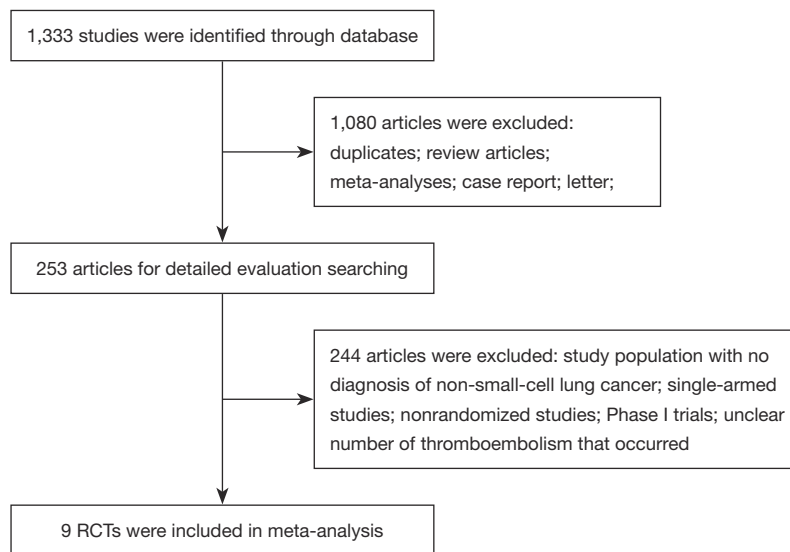 1,333 studies were identified through database
1,080 articles were excluded:
duplicates; review articles;
meta-analyses; case report; letter;
253 articles for detailed evaluation searching
244 articles were excluded: study population with no
diagnosis of non-small-cell lung cancer; single-armed
studies; nonrandomized studies; Phase I trials; unclear
number of thromboembolism that occurred
9 RCTs were included in meta-analysis